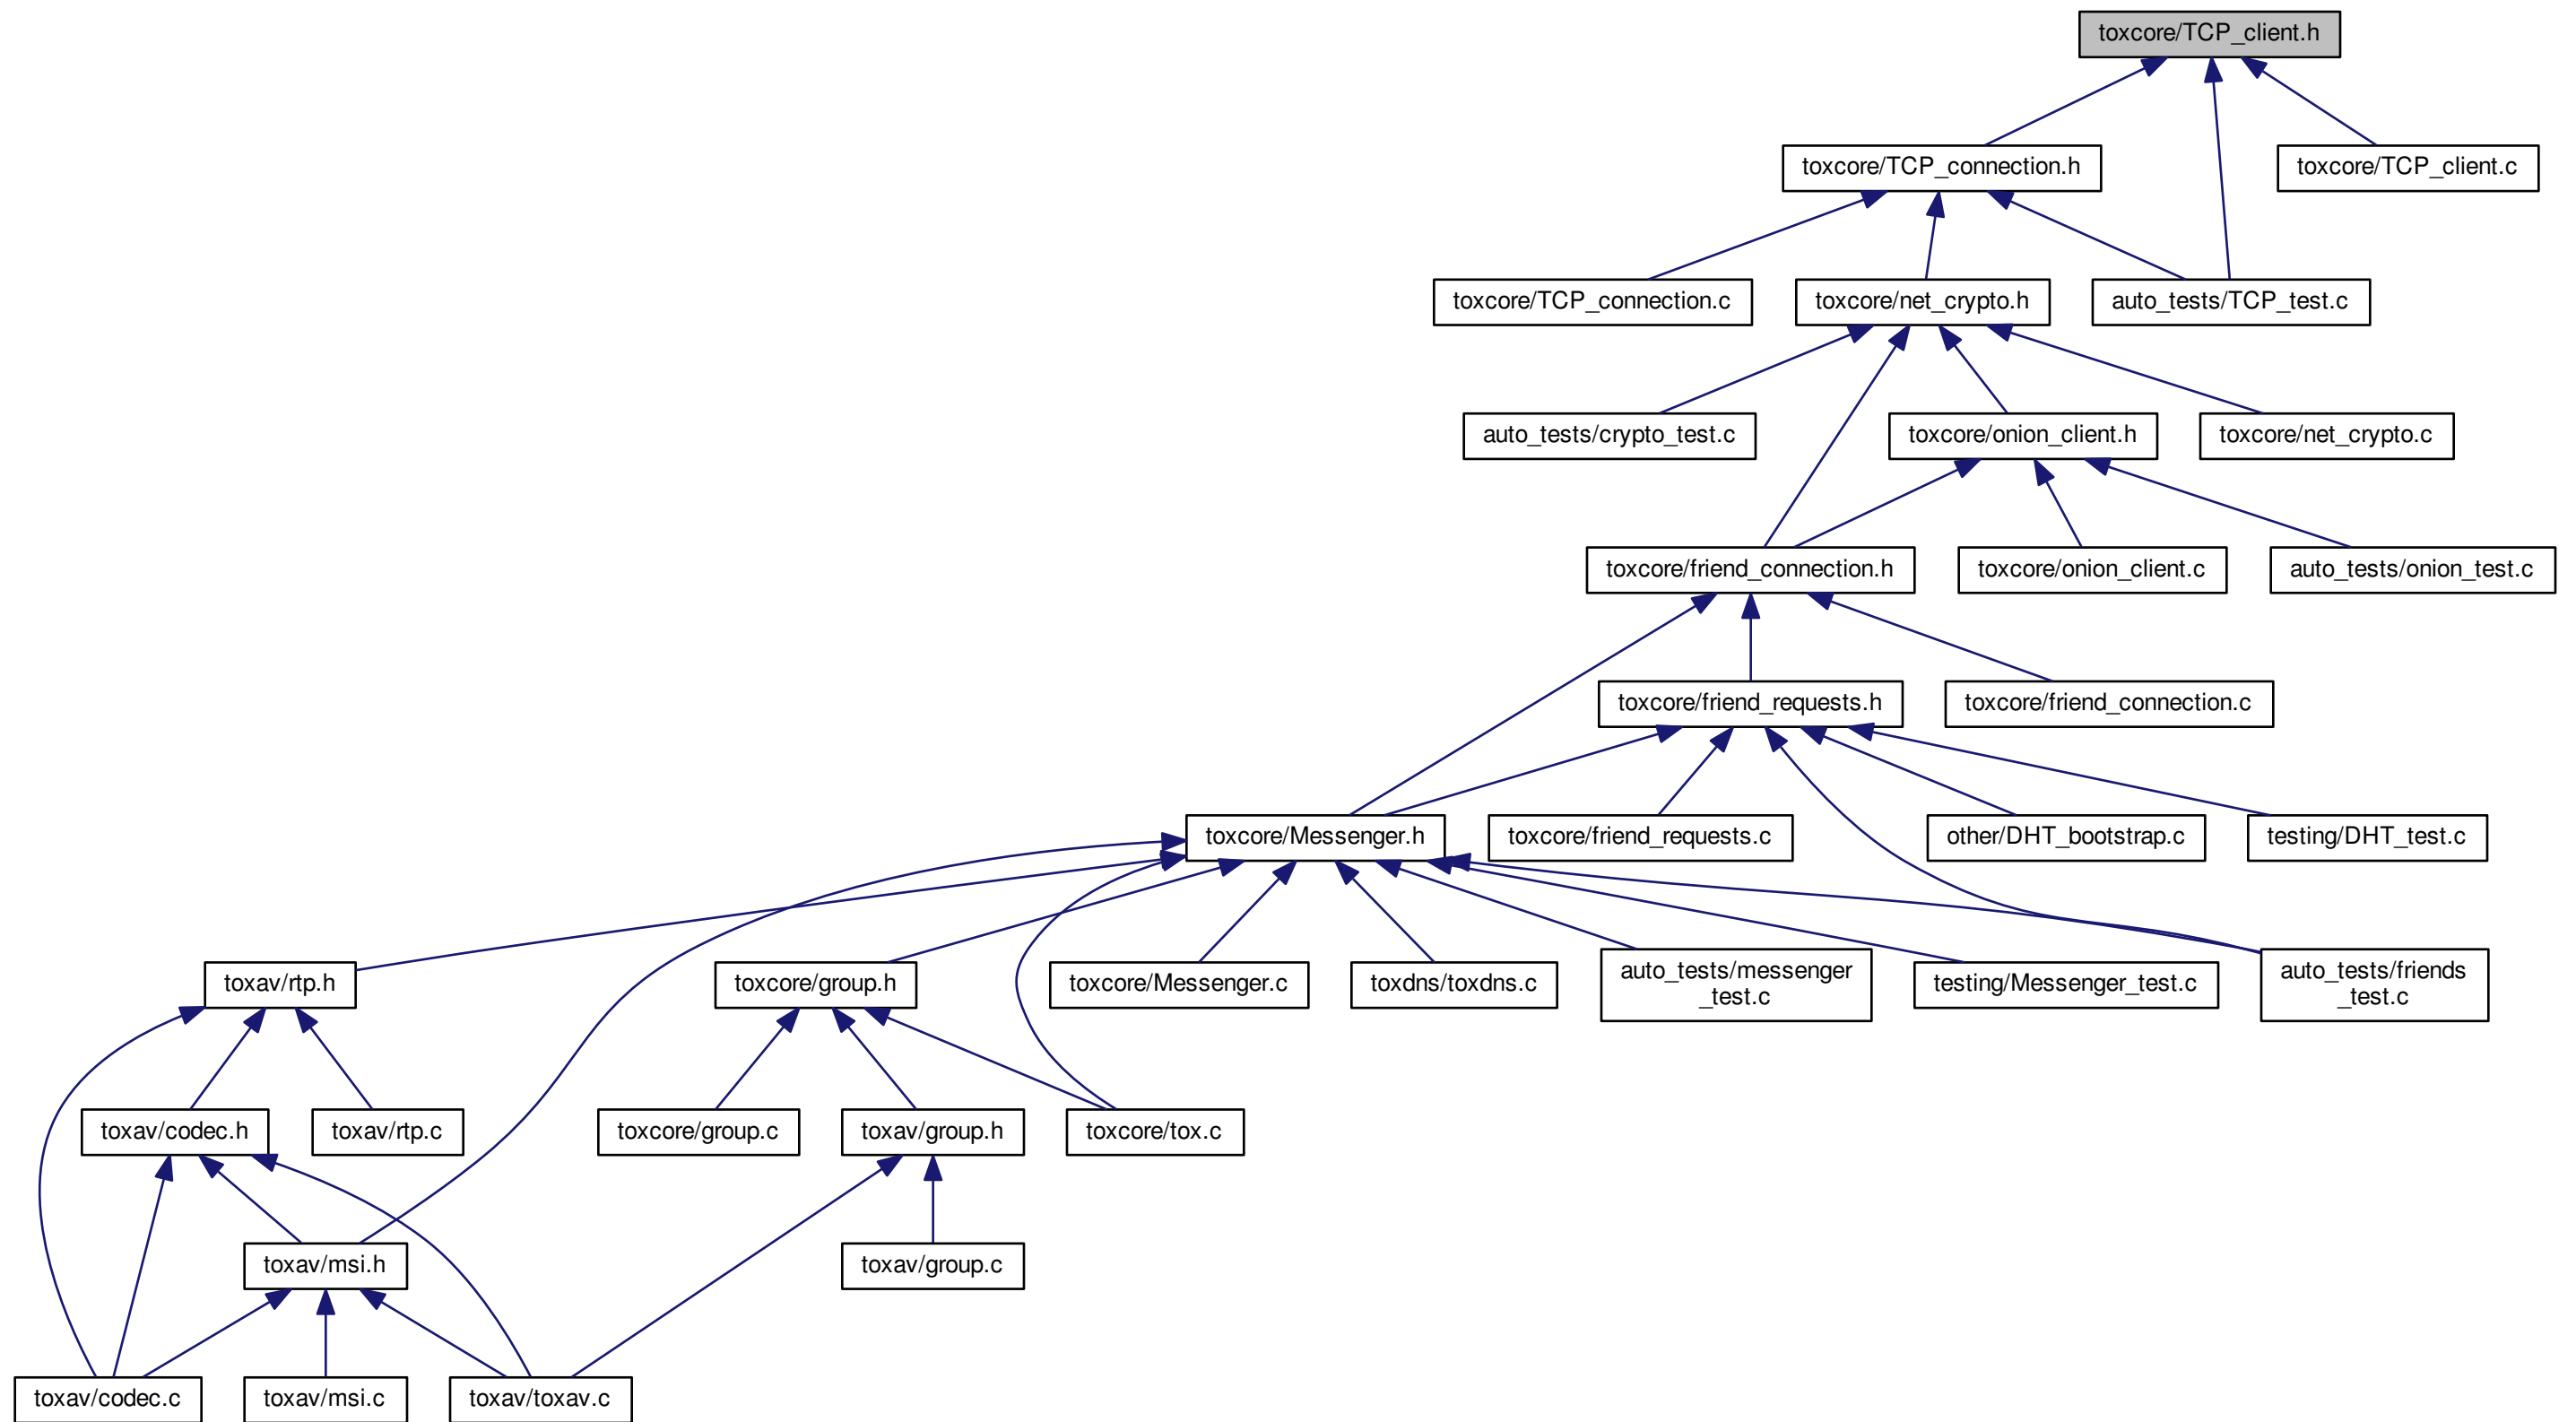 toxcore/TCP_client.h
toxcore/TCP_connection.h
toxcore/TCP_client.c
toxcore/TCP_connection.c
toxcore/net_crypto.h
auto_tests/TCP_test.c
auto_tests/crypto_test.c
toxcore/onion_client.h
toxcore/net_crypto.c
toxcore/friend_connection.h
toxcore/onion_client.c
auto_tests/onion_test.c
toxcore/friend_requests.h
toxcore/friend_connection.c
toxcore/Messenger.h
toxcore/friend_requests.c
other/DHT_bootstrap.c
testing/DHT_test.c
toxav/rtp.h
toxcore/group.h
toxcore/Messenger.c
toxdns/toxdns.c
auto_tests/messenger
_test.c
testing/Messenger_test.c
auto_tests/friends
_test.c
toxav/codec.h
toxav/rtp.c
toxcore/group.c
toxav/group.h
toxcore/tox.c
toxav/msi.h
toxav/group.c
toxav/codec.c
toxav/msi.c
toxav/toxav.c